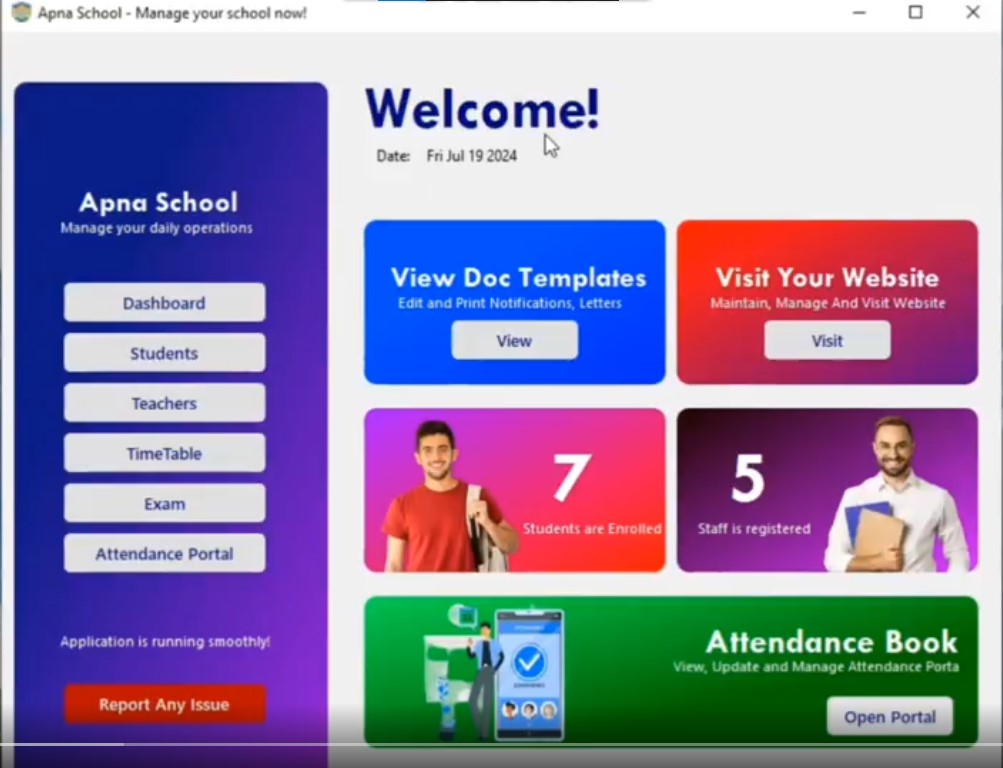 Apna School - Manage your school now!
Welcome!
Date: Fri Jul 19 2024
Apna School
Manage your daily operations
Dashboard
Students
Teachers
TimeTable
Exam
Attendance Portal
Application is running smoothly!
Report Any Issue
View Doc Templates
Edit and Print Notifications, Letters
View
Visit Your Website
Maintain, Manage And Visit Website
Visit
7
Students are Enrolled
5
Staff is registered
Attendance Book
View, Update and Manage Attendance Porta
Open Portal